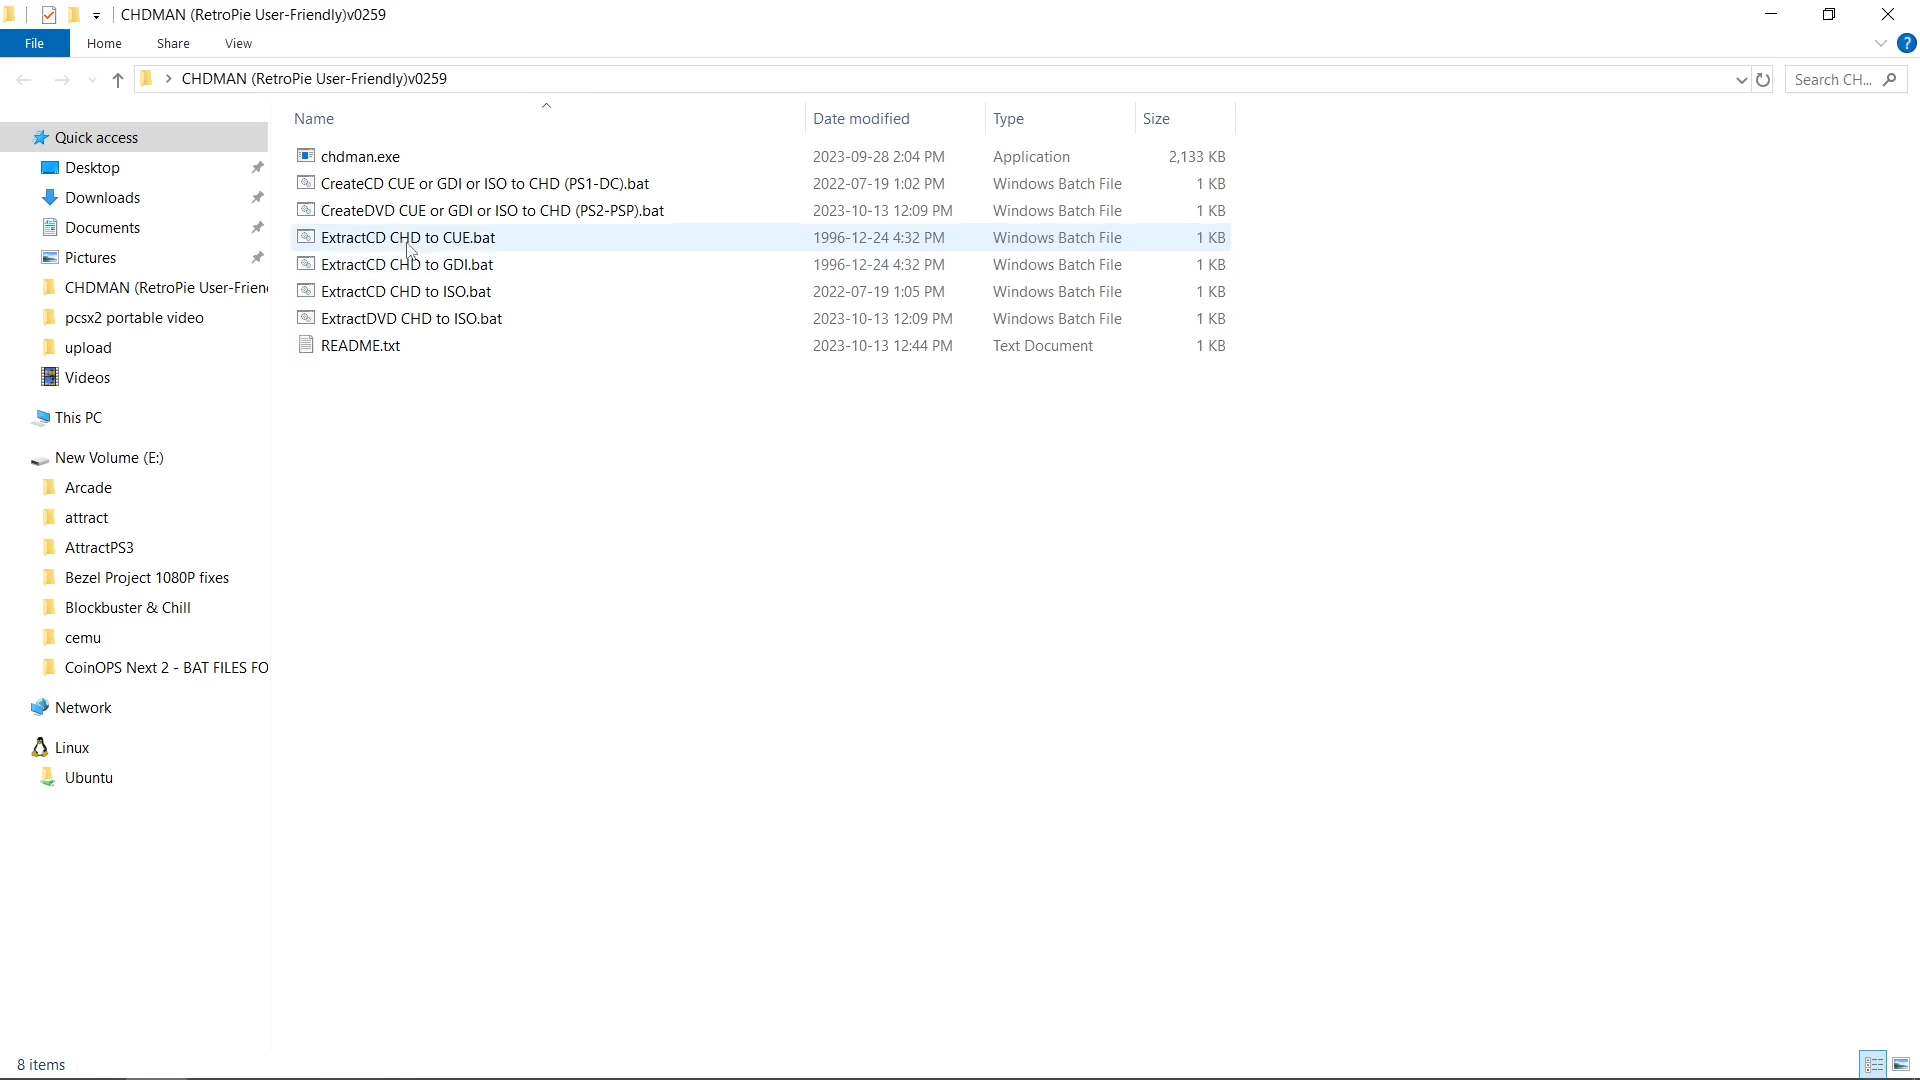 CHDMAN (RetroPie User-Friendly)v0259
File Home Share View
CHDMAN (RetroPie User-Friendly)v0259
Search CH...
Name Date modified Type Size
Quick access
Desktop
Downloads
Documents
Pictures
CHDMAN (RetroPie User-Frien
pcsx2 portable video
upload
Videos
This PC
New Volume (E:)
Arcade
attract
AttractPS3
Bezel Project 1080P fixes
Blockbuster & Chill
cemu
CoinOPS Next 2 - BAT FILES FO
Network
Linux
Ubuntu
chdman.exe 2023-09-28 2:04 PM Application 2,133 KB
CreateCD CUE or GDI or ISO to CHD (PS1-DC).bat 2022-07-19 1:02 PM Windows Batch File 1 KB
CreateDVD CUE or GDI or ISO to CHD (PS2-PSP).bat 2023-10-13 12:09 PM Windows Batch File 1 KB
ExtractCD CHD to CUE.bat 1996-12-24 4:32 PM Windows Batch File 1 KB
ExtractCD CHD to GDI.bat 1996-12-24 4:32 PM Windows Batch File 1 KB
ExtractCD CHD to ISO.bat 2022-07-19 1:05 PM Windows Batch File 1 KB
ExtractDVD CHD to ISO.bat 2023-10-13 12:09 PM Windows Batch File 1 KB
README.txt 2023-10-13 12:44 PM Text Document 1 KB
8 items